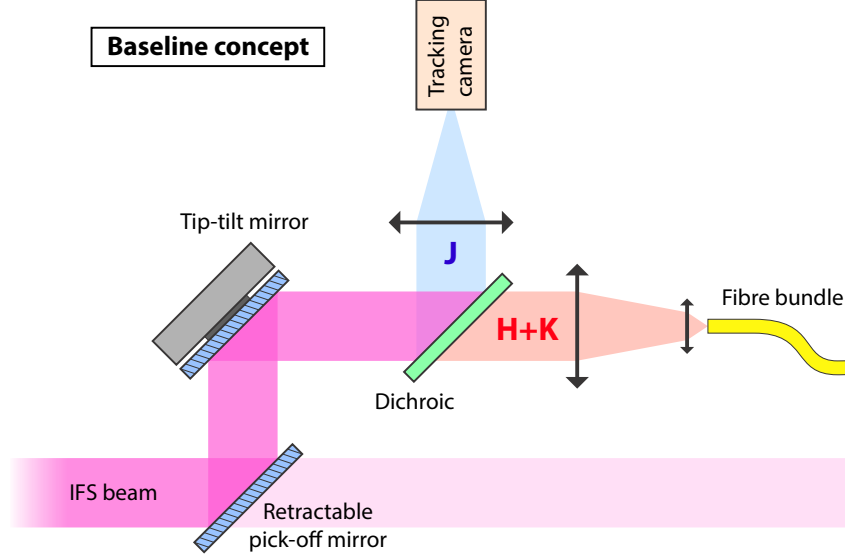 Baseline concept
Tracking
camera
Tip-tilt mirror
J
H+K
Fibre bundle
Dichroic
IFS beam
Retractable
pick-off mirror